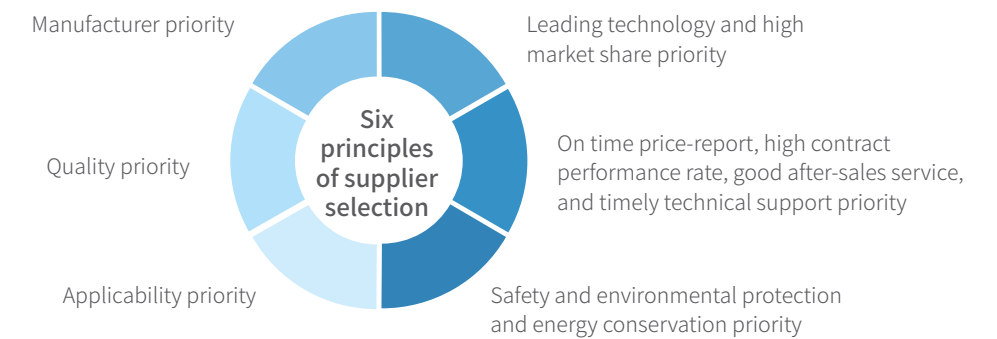 Manufacturer priority
Leading technology and high
market share priority
Six
principles
of supplier
selection
On time price-report, high contract
performance rate, good after-sales service,
and timely technical support priority
Quality priority
Applicability priority
Safety and environmental protection
and energy conservation priority